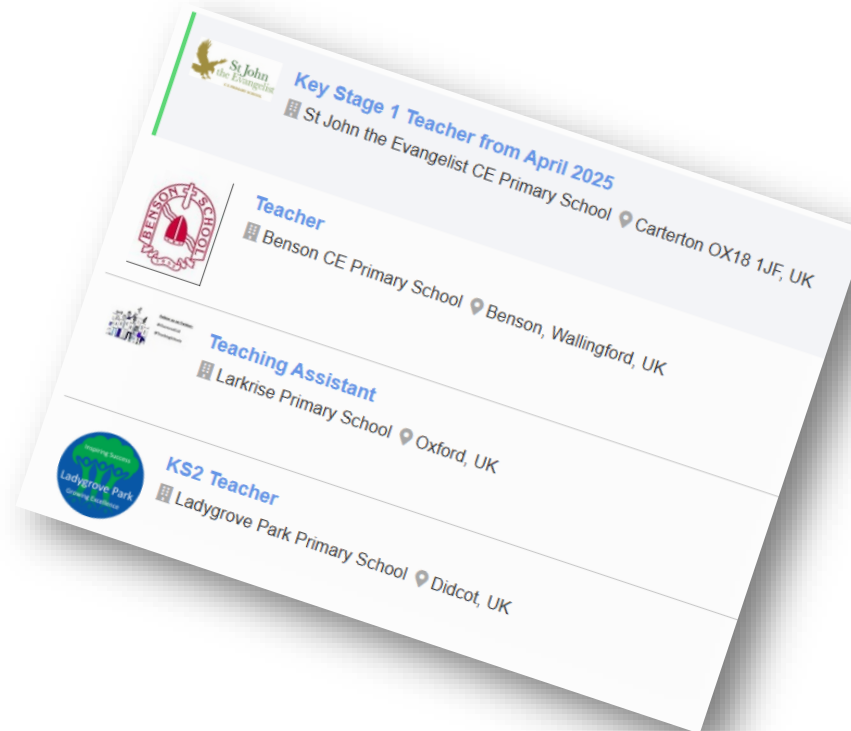 St John
the Evangelist
Key Stage 1 Teacher from April 2025
St John the Evangelist CE Primary School Carterton OX18 1JF, UK
BENSON SCHOOL
Teacher
Benson CE Primary School Benson, Wallingford, UK
Teaching Assistant
Larkrise Primary School Oxford, UK
Inspiring Success
Ladygrove Park
Growing Excellence
KS2 Teacher
Ladygrove Park Primary School Didcot, UK